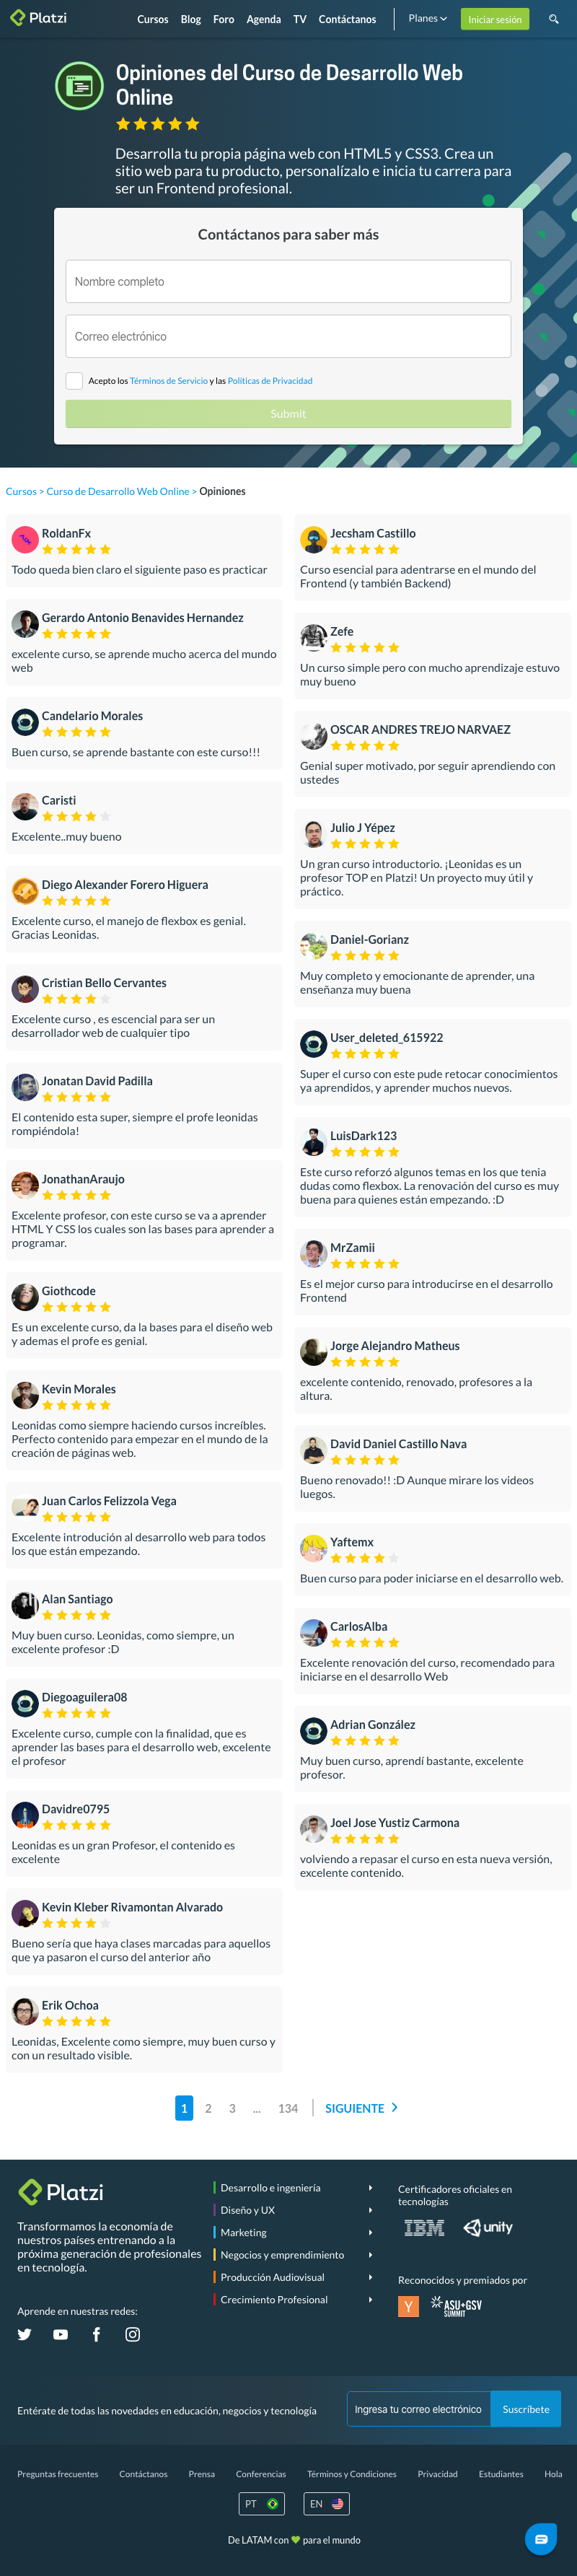 Platzi
Cursos Blog Foro Agenda TV Contáctanos Planes Iniciar sesión
Opiniones del Curso de Desarrollo Web
Online
Desarrolla tu propia página web con HTML5 y CSS3. Crea un
sitio web para tu producto, personalízalo e inicia tu carrera para
ser un Frontend profesional.
Contáctanos para saber más
Nombre completo
Correo electrónico
Acepto los Términos de Servicio y las Políticas de Privacidad
Submit
Cursos > Curso de Desarrollo Web Online > Opiniones
RoldanFx
Todo queda bien claro el siguiente paso es practicar
Gerardo Antonio Benavides Hernandez
excelente curso, se aprende mucho acerca del mundo
web
Candelario Morales
Buen curso, se aprende bastante con este curso!!!
Caristi
Excelente..muy bueno
Diego Alexander Forero Higuera
Excelente curso, el manejo de flexbox es genial.
Gracias Leonidas.
Cristian Bello Cervantes
Excelente curso , es escencial para ser un
desarrollador web de cualquier tipo
Jonatan David Padilla
El contenido esta super, siempre el profe leonidas
rompiéndola!
JonathanAraujo
Excelente profesor, con este curso se va a aprender
HTML Y CSS los cuales son las bases para aprender a
programar.
Giothcode
Es un excelente curso, da la bases para el diseño web
y ademas el profe es genial.
Kevin Morales
Leonidas como siempre haciendo cursos increíbles.
Perfecto contenido para empezar en el mundo de la
creación de páginas web.
Juan Carlos Felizzola Vega
Excelente introducción al desarrollo web para todos
los que están empezando.
Alan Santiago
Muy buen curso. Leonidas, como siempre, un
excelente profesor :D
Diegoaguilera08
Excelente curso, cumple con la finalidad, que es
aprender las bases para el desarrollo web, excelente
el profesor
Davidre0795
Leonidas es un gran Profesor, el contenido es
excelente
Kevin Kleber Rivamontan Alvarado
Bueno sería que haya clases marcadas para aquellos
que ya pasaron el curso del anterior año
Erik Ochoa
Leonidas, Excelente como siempre, muy buen curso y
con un resultado visible.
Jecsham Castillo
Curso esencial para adentrarse en el mundo del
Frontend (y también Backend)
Zefe
Un curso simple pero con mucho aprendizaje estuvo
muy bueno
OSCAR ANDRES TREJO NARVAEZ
Genial super motivado, por seguir aprendiendo con
ustedes
Julio J Yépez
Un gran curso introductorio. ¡Leonidas es un
profesor TOP en Platzi! Un proyecto muy útil y
práctico.
Daniel-Gorianz
Muy completo y emocionante de aprender, una
enseñanza muy buena
User_deleted_615922
Super el curso con este pude retocar conocimientos
ya aprendidos, y aprender muchos nuevos.
LuisDark123
Este curso reforzó algunos temas en los que tenia
dudas como flexbox. La renovación del curso es muy
buena para quienes están empezando. :D
MrZamii
Es el mejor curso para introducirse en el desarrollo
Frontend
Jorge Alejandro Matheus
excelente contenido, renovado, profesores a la
altura.
David Daniel Castillo Nava
Bueno renovado!! :D Aunque mirare los videos
luegos.
Yaftemx
Buen curso para poder iniciarse en el desarrollo web.
CarlosAlba
Excelente renovación del curso, recomendado para
iniciarse en el desarrollo Web
Adrian González
Muy buen curso, aprendí bastante, excelente
profesor.
Joel Jose Yustiz Carmona
volviendo a repasar el curso en esta nueva versión,
excelente contenido.
1 2 3 ... 134 SIGUIENTE
Platzi
Transformamos la economía de
nuestros países entrenando a la
próxima generación de profesionales
en tecnología.
Aprende en nuestras redes:
Desarrollo e ingeniería
Diseño y UX
Marketing
Negocios y emprendimiento
Producción Audiovisual
Crecimiento Profesional
Certificadores oficiales en
tecnologías
IBM unity
Reconocidos y premiados por
Y ASU+GSV
SUMMIT
Entérate de todas las novedades en educación, negocios y tecnología
Ingresa tu correo electrónico Suscríbete
Preguntas frecuentes Contáctanos Prensa Conferencias Términos y Condiciones Privacidad Estudiantes Hola
PT EN
De LATAM con para el mundo